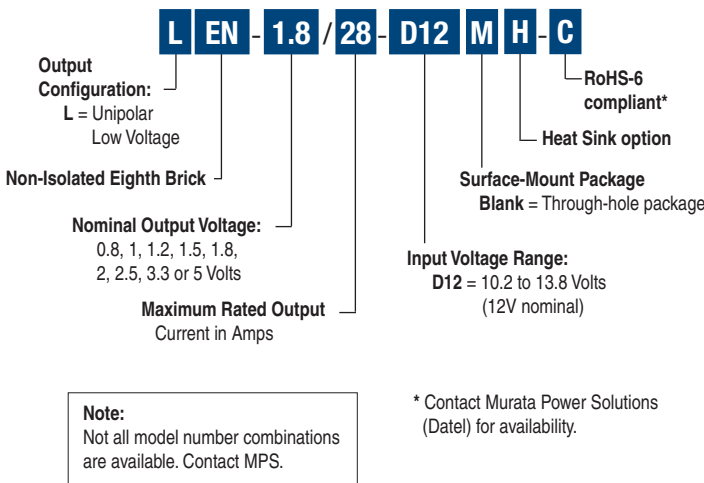 L EN - 1.8 / 28 - D12 M H - C
Output
Configuration:
L = Unipolar
Low Voltage
Non-Isolated Eighth Brick
Nominal Output Voltage:
0.8, 1, 1.2, 1.5, 1.8,
2, 2.5, 3.3 or 5 Volts
Maximum Rated Output
Current in Amps
RoHS-6
compliant*
Heat Sink option
Surface-Mount Package
Blank = Through-hole package
Input Voltage Range:
D12 = 10.2 to 13.8 Volts
(12V nominal)
Note:
Not all model number combinations
are available. Contact MPS.
* Contact Murata Power Solutions
(Datel) for availability.